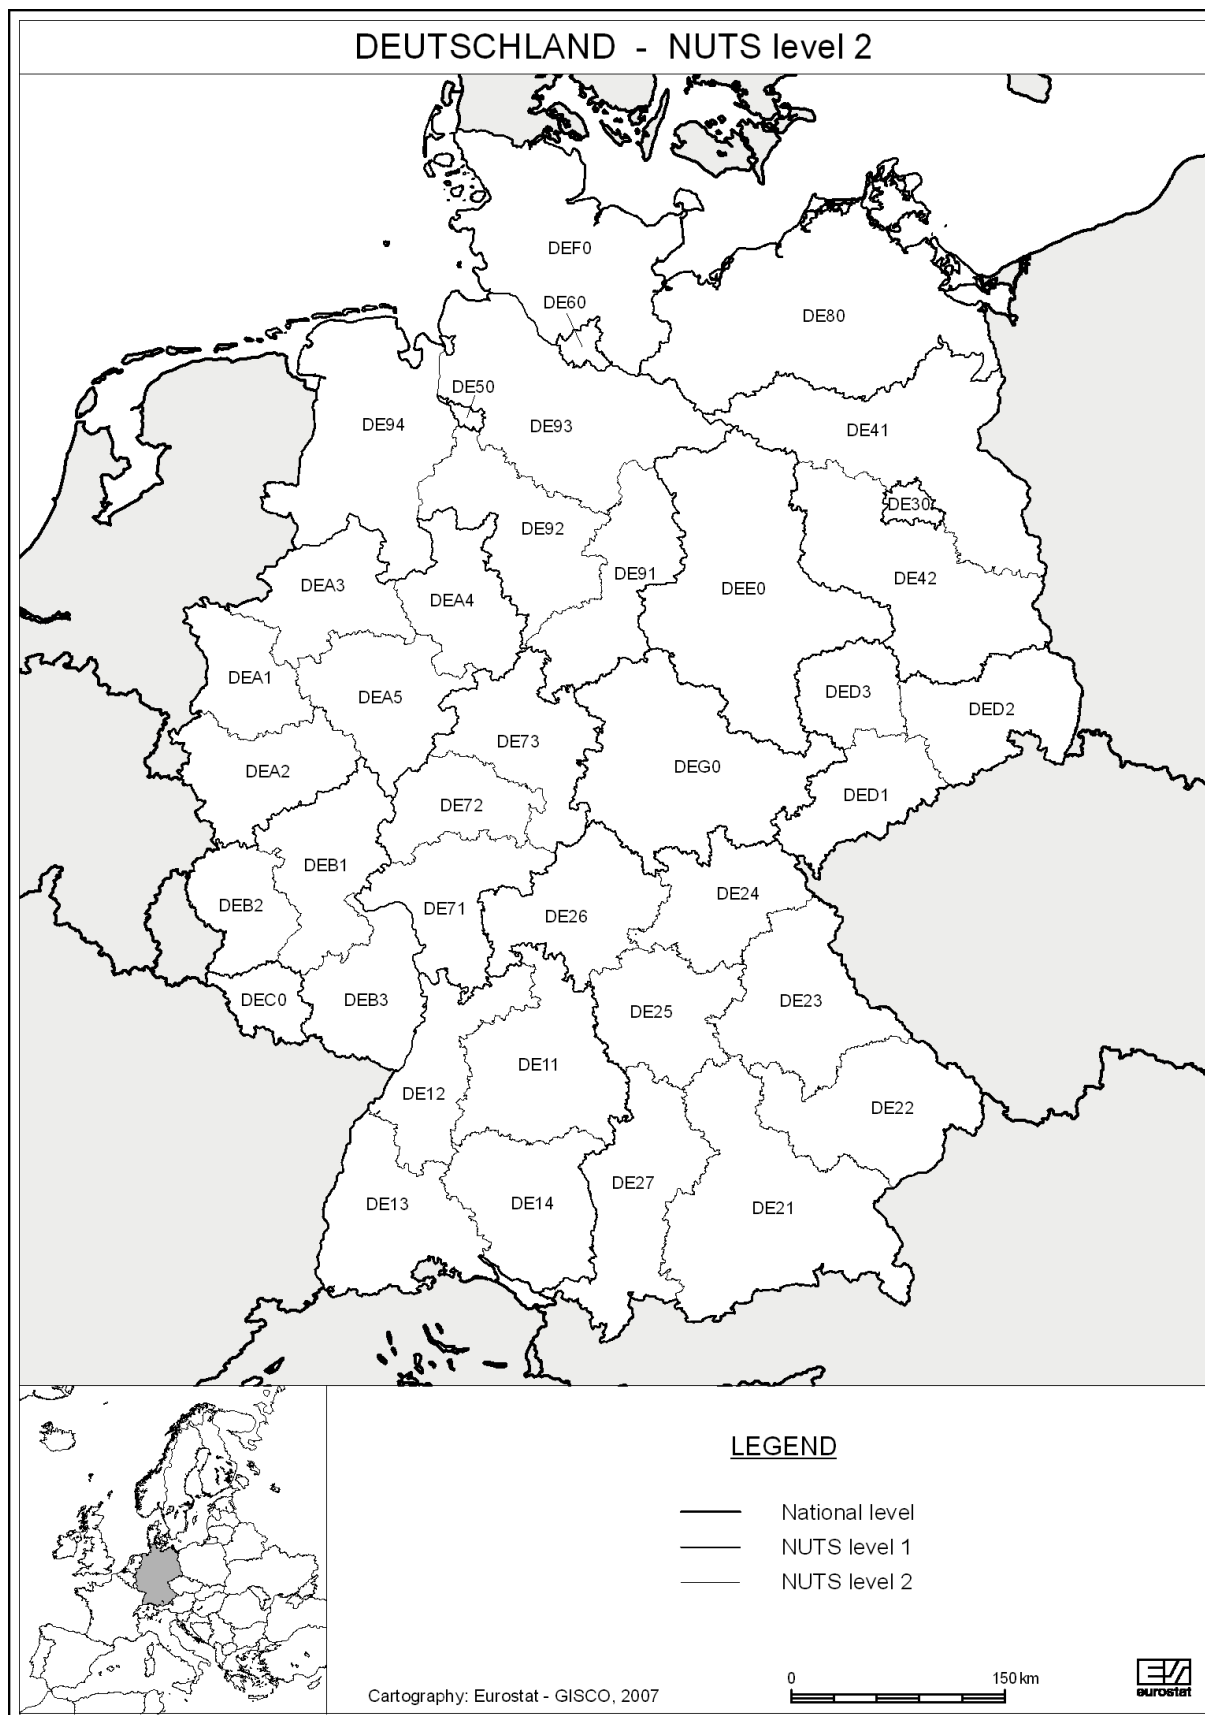 DEUTSCHLAND - NUTS level 2
DEF0
DE60
DE80
DE50
DE94
DE93
DE41
DE30
DE92
DE91
DEE0
DE42
DEA3
DEA4
DEA1
DEA5
DED3
DED2
DE73
DEA2
DEG0
DED1
DE72
DEB1
DEB2
DE71
DE26
DE24
DEC0
DEB3
DE25
DE23
DE11
DE12
DE22
DE13
DE14
DE27
DE21
LEGEND
National level
NUTS level 1
NUTS level 2
0 150 km
Cartography: Eurostat - GISCO, 2007
eurostat